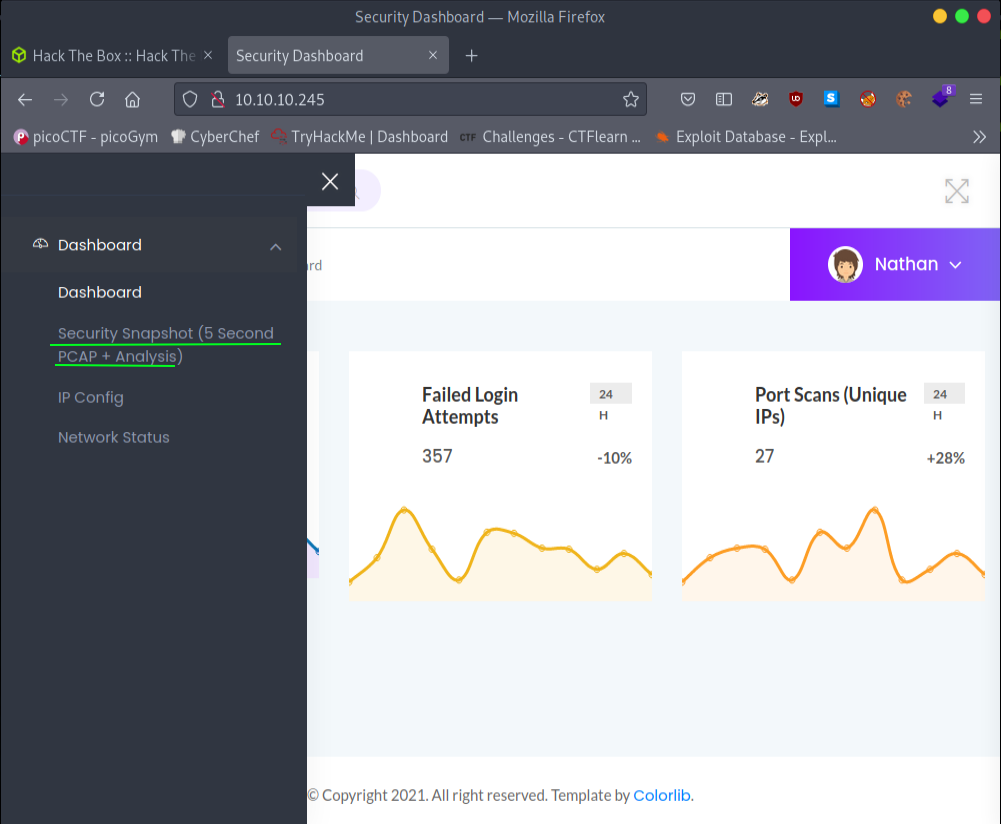 Security Dashboard — Mozilla Firefox
Hack The Box :: Hack The
Security Dashboard
10.10.10.245
8
picoCTF - picoGym
CyberChef
TryHackMe | Dashboard
CTF Challenges - CTFlearn ...
Exploit Database - Expl...
Dashboard
Dashboard
Security Snapshot (5 Second
PCAP + Analysis)
IP Config
Network Status
Nathan
Failed Login
Attempts
24
H
357
-10%
Port Scans (Unique
IPs)
24
H
27
+28%
© Copyright 2021. All right reserved. Template by Colorlib.